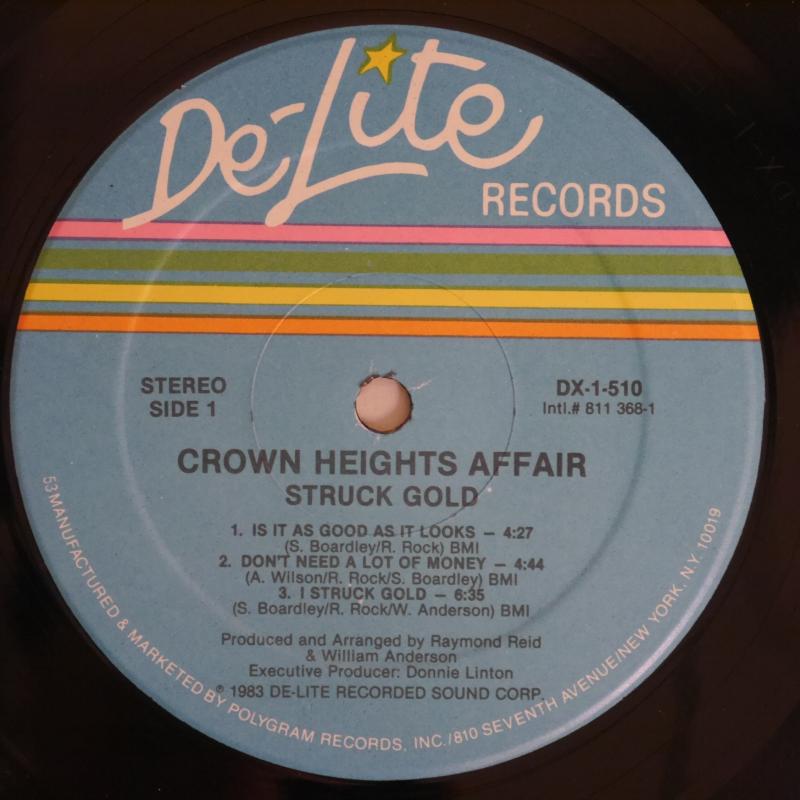 De-Lite
RECORDS
STEREO
SIDE 1
DX-1-510
Intl.# 811 368-1
CROWN HEIGHTS AFFAIR
STRUCK GOLD
1. IS IT AS GOOD AS IT LOOKS — 4:27
(S. Boardley/R. Rock) BMI
2. DON'T NEED A LOT OF MONEY — 4:44
(A. Wilson/R. Rock/S. Boardley) BMI
3. I STRUCK GOLD — 6:35
(S. Boardley/R. Rock/W. Anderson) BMI
Produced and Arranged by Raymond Reid
& William Anderson
Executive Producer: Donnie Linton
℗ 1983 DE-LITE RECORDED SOUND CORP.
53 MANUFACTURED & MARKETED BY POLYGRAM RECORDS, INC./810 SEVENTH AVENUE/NEW YORK, N.Y. 10019